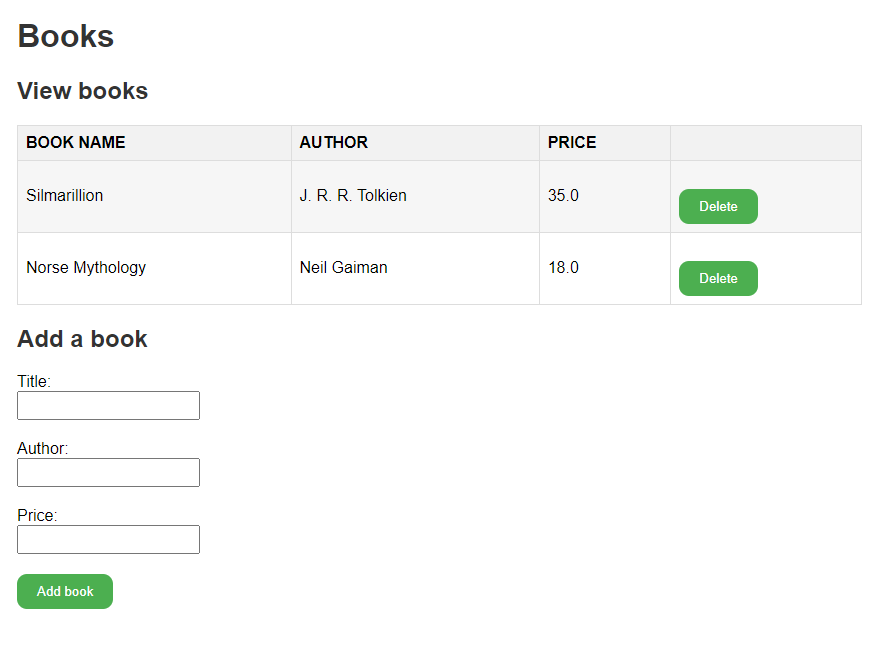 Books
View books
BOOK NAME AUTHOR PRICE
Silmarillion J. R. R. Tolkien 35.0 Delete
Norse Mythology Neil Gaiman 18.0 Delete
Add a book
Title:
Author:
Price:
Add book